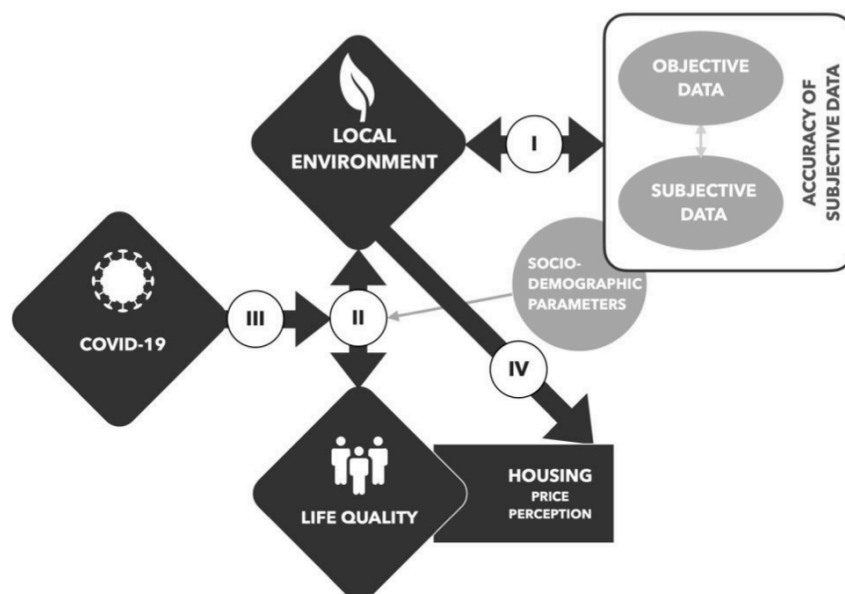 OBJECTIVE
DATA
ACCURACY OF
SUBJECTIVE DATA
LOCAL
ENVIRONMENT
I
SUBJECTIVE
DATA
SOCIO-
DEMOGRAPHIC
PARAMETERS
COVID-19
III
II
IV
LIFE QUALITY
HOUSING
PRICE
PERCEPTION